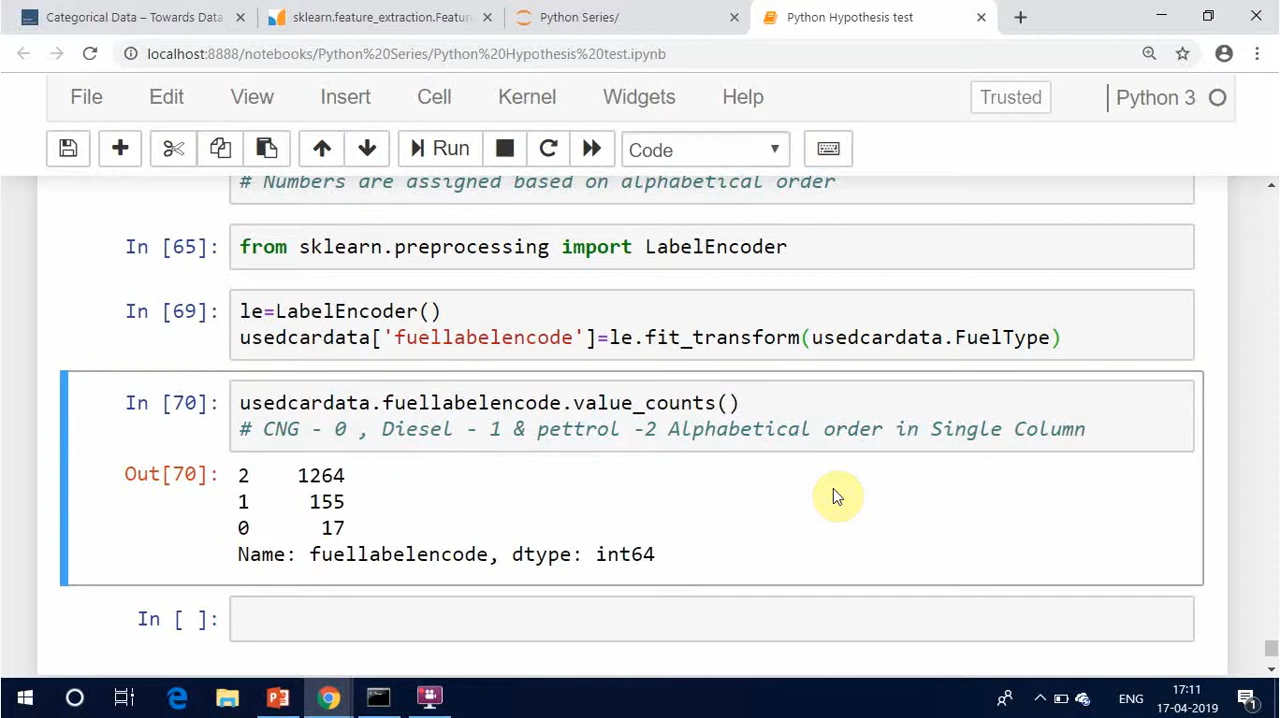 Categorical Data – Towards Data
sklearn.feature_extraction.Featur
Python Series/
Python Hypothesis test
localhost:8888/notebooks/Python%20Series/Python%20Hypothesis%20test.ipynb
File Edit View Insert Cell Kernel Widgets Help Trusted Python 3
Run Code
# Numbers are assigned based on alphabetical order
In [65]: from sklearn.preprocessing import LabelEncoder
In [69]: le=LabelEncoder()
usedcardata['fuellabelencode']=le.fit_transform(usedcardata.FuelType)
In [70]: usedcardata.fuellabelencode.value_counts()
# CNG - 0 , Diesel - 1 & pettrol -2 Alphabetical order in Single Column
Out[70]: 2 1264
1 155
0 17
Name: fuellabelencode, dtype: int64
In [ ]:
ENG
17:11
17-04-2019
1